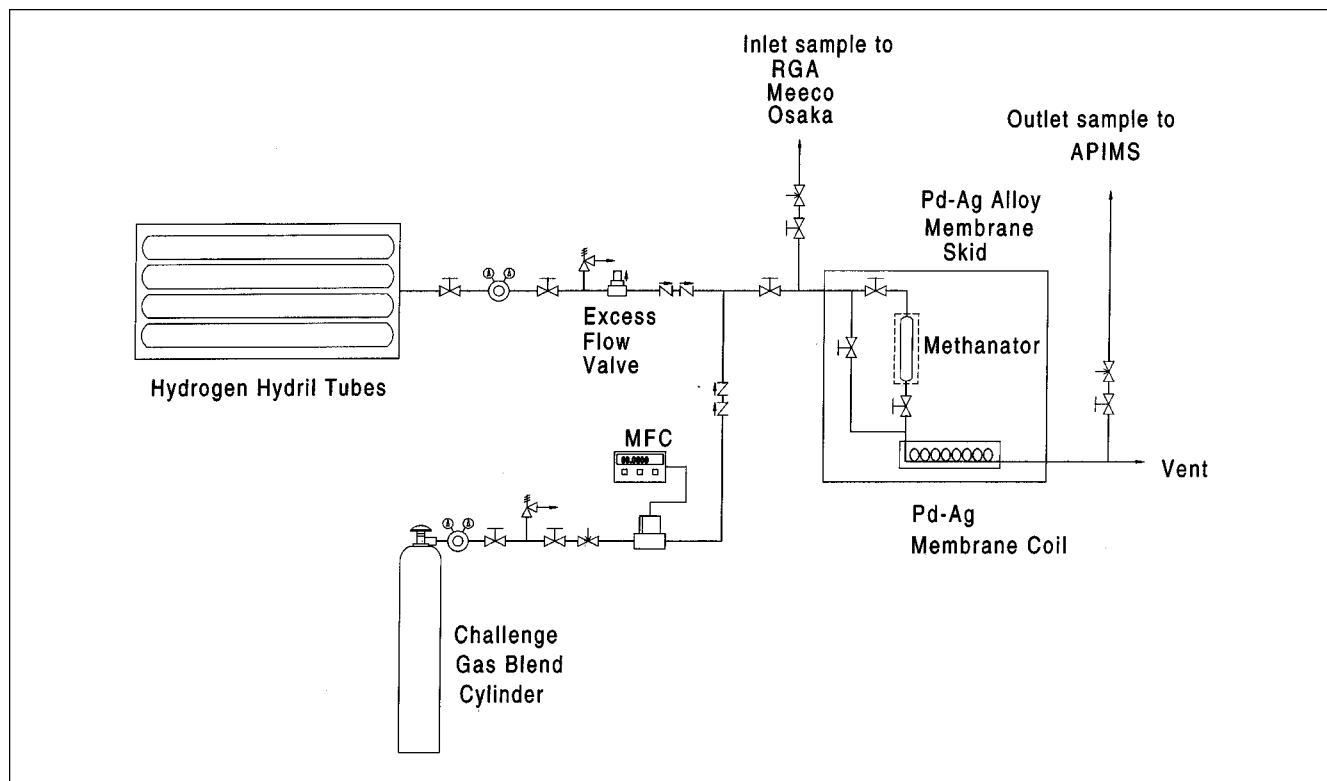 Inlet sample to
RGA
Meeco
Osaka
Outlet sample to
APIMS
Pd-Ag Alloy
Membrane
Skid
Excess
Flow
Valve
Methanator
Hydrogen Hydril Tubes
MFC
Vent
Pd-Ag
Membrane Coil
Challenge
Gas Blend
Cylinder